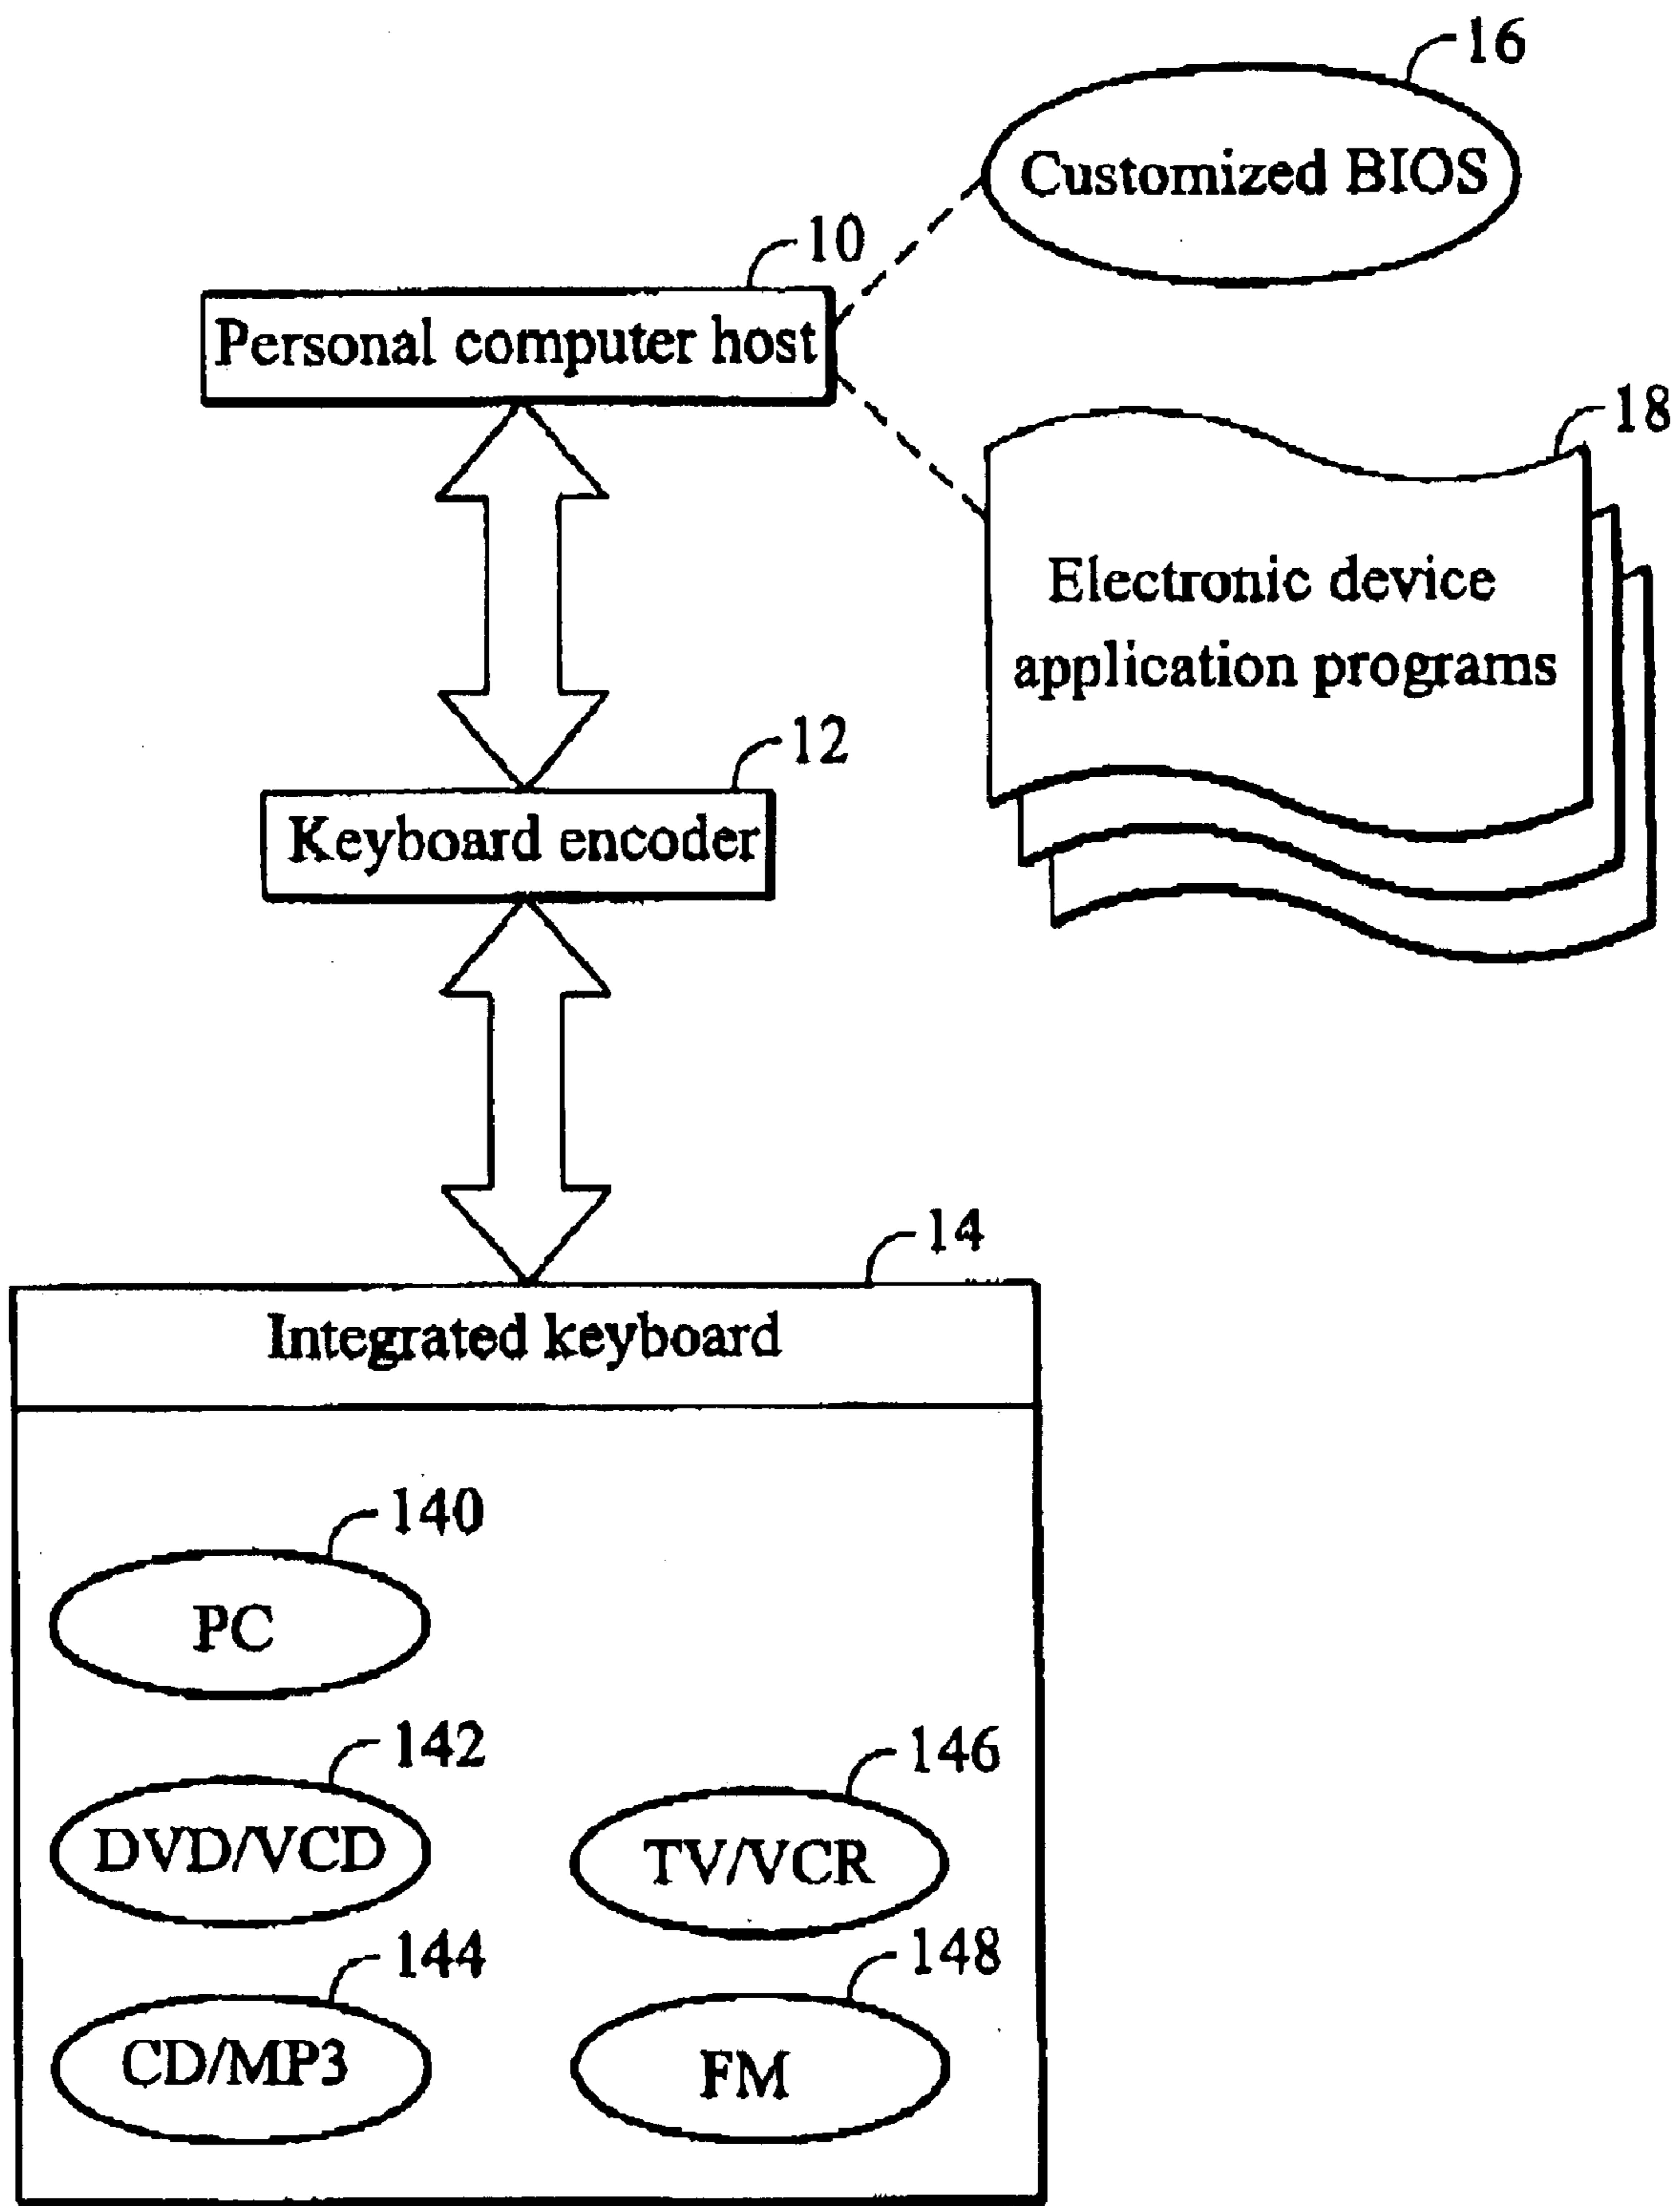 16
Customized BIOS
10
Personal computer host
18
Electronic device
application programs
12
Keyboard encoder
14
Integrated keyboard
140
PC
142
DVD/VCD
146
TV/VCR
144
CD/MP3
148
FM